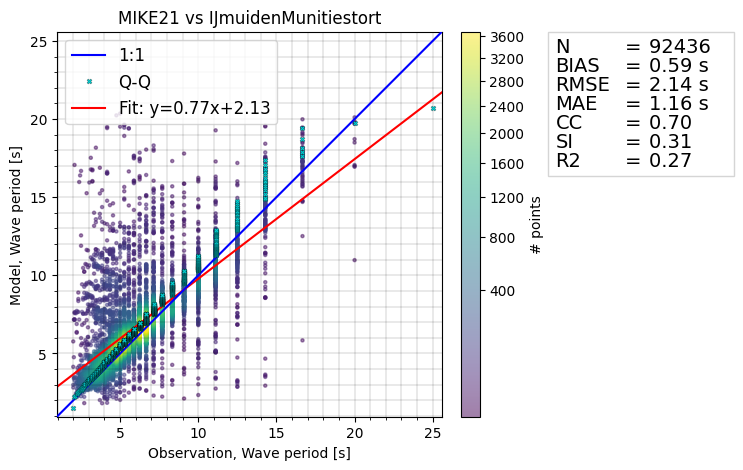 MIKE21 vs IJmuidenMunitiestort
1:1
Q-Q
Fit: y=0.77x+2.13
25
20
15
10
5
Model, Wave period [s]
5 10 15 20 25
Observation, Wave period [s]
3600
3200
2800
2400
2000
1600
1200
800
400
# points
N = 92436
BIAS = 0.59 s
RMSE = 2.14 s
MAE = 1.16 s
CC = 0.70
SI = 0.31
R2 = 0.27